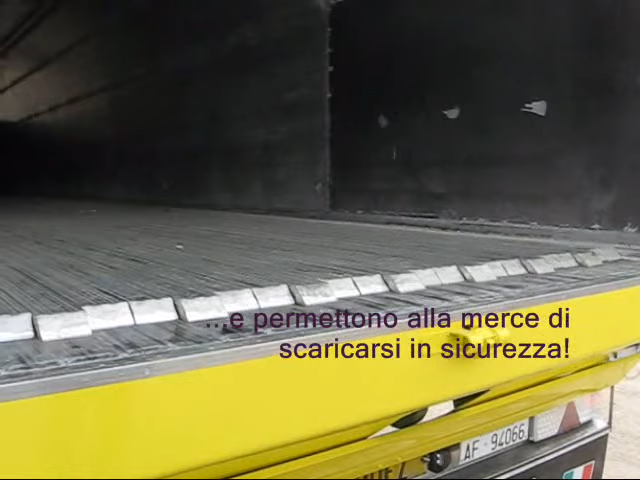 ...e permettono alla merce di
scaricarsi in sicurezza!
AF·94066